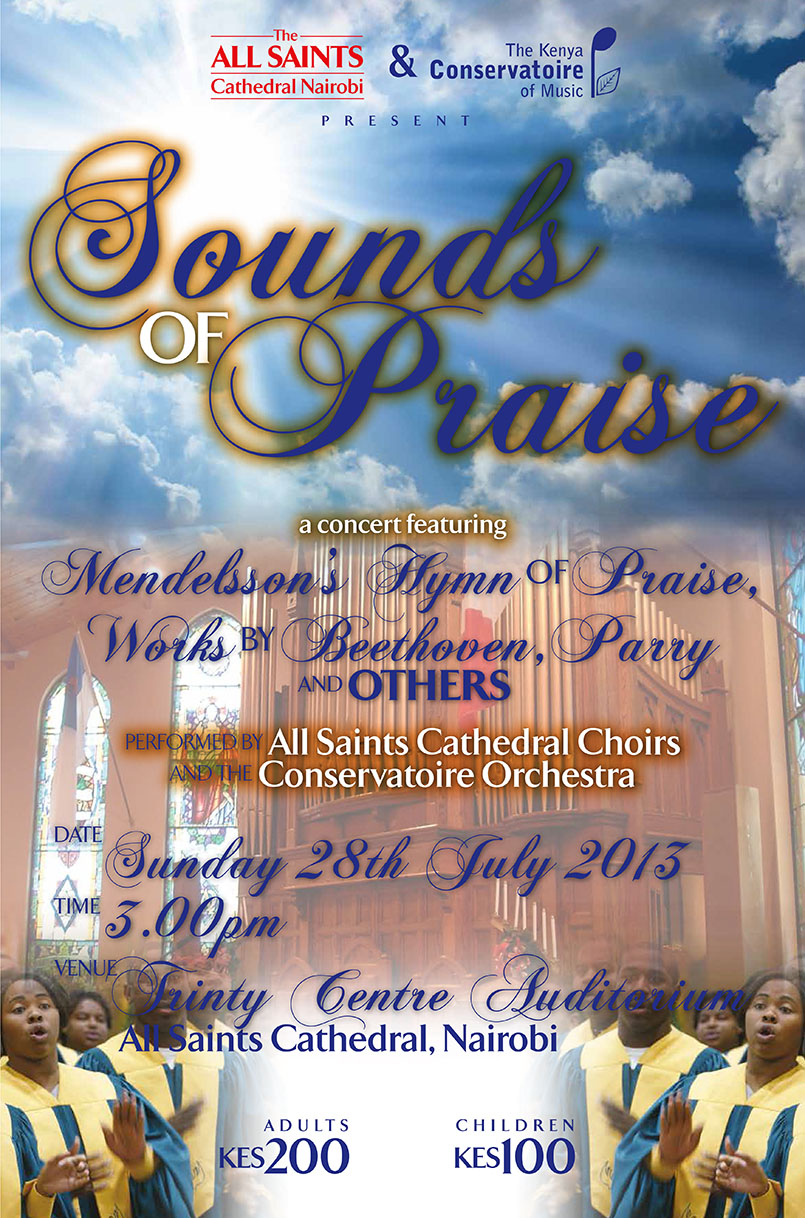 The
ALL SAINTS
Cathedral Nairobi
&
The Kenya
Conservatoire
of Music
PRESENT
Sounds
OF
Praise
a concert featuring
Mendelsson's Hymn OF Praise,
Works BY Beethoven, Parry
AND OTHERS
PERFORMED BY All Saints Cathedral Choirs
AND THE Conservatoire Orchestra
DATE Sunday 28th July 2013
TIME 3.00pm
VENUE Trinty Centre Auditorium
All Saints Cathedral, Nairobi
ADULTS
KES200
CHILDREN
KES100